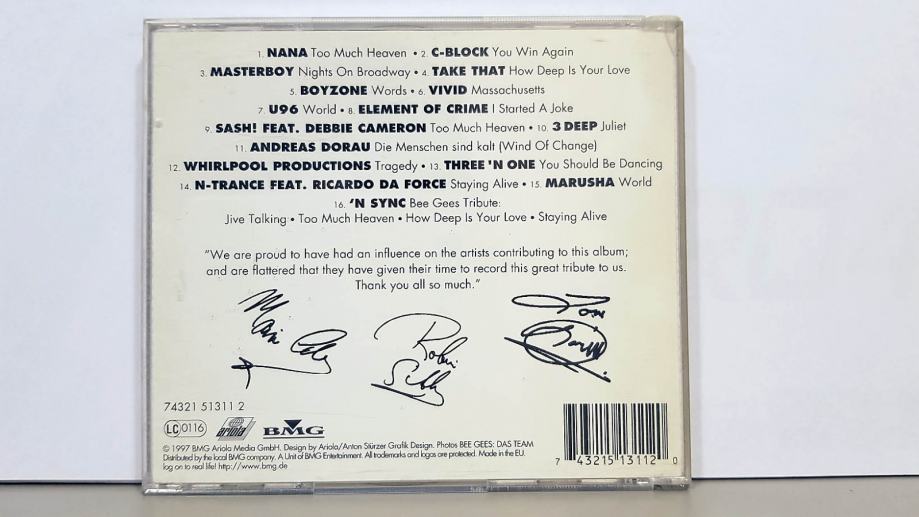 1. NANA Too Much Heaven • 2. C-BLOCK You Win Again
3. MASTERBOY Nights On Broadway • 4. TAKE THAT How Deep Is Your Love
5. BOYZONE Words • 6. VIVID Massachusetts
7. U96 World • 8. ELEMENT OF CRIME I Started A Joke
9. SASH! FEAT. DEBBIE CAMERON Too Much Heaven • 10. 3 DEEP Juliet
11. ANDREAS DORAU Die Menschen sind kalt (Wind Of Change)
12. WHIRLPOOL PRODUCTIONS Tragedy • 13. THREE 'N ONE You Should Be Dancing
14. N-TRANCE FEAT. RICARDO DA FORCE Staying Alive • 15. MARUSHA World
16. 'N SYNC Bee Gees Tribute:
Jive Talking • Too Much Heaven • How Deep Is Your Love • Staying Alive
"We are proud to have had an influence on the artists contributing to this album;
and are flattered that they have given their time to record this great tribute to us.
Thank you all so much."
Robin
74321 51311 2
LC 0116 ariola BMG
© 1997 BMG Ariola Media GmbH. Design by Ariola/Anton Stürzer Grafik Design. Photos BEE GEES: DAS TEAM
Distributed by the local BMG company. A Unit of BMG Entertainment. All trademarks and logos are protected. Made in the EU.
log on to real life! http://www.bmg.de
7 43215 13112 0